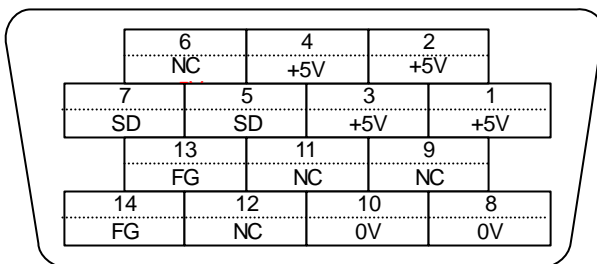 6 4 2
NC +5V +5V
7 5 3 1
SD SD +5V +5V
13 11 9
FG NC NC
14 12 10 8
FG NC 0V 0V